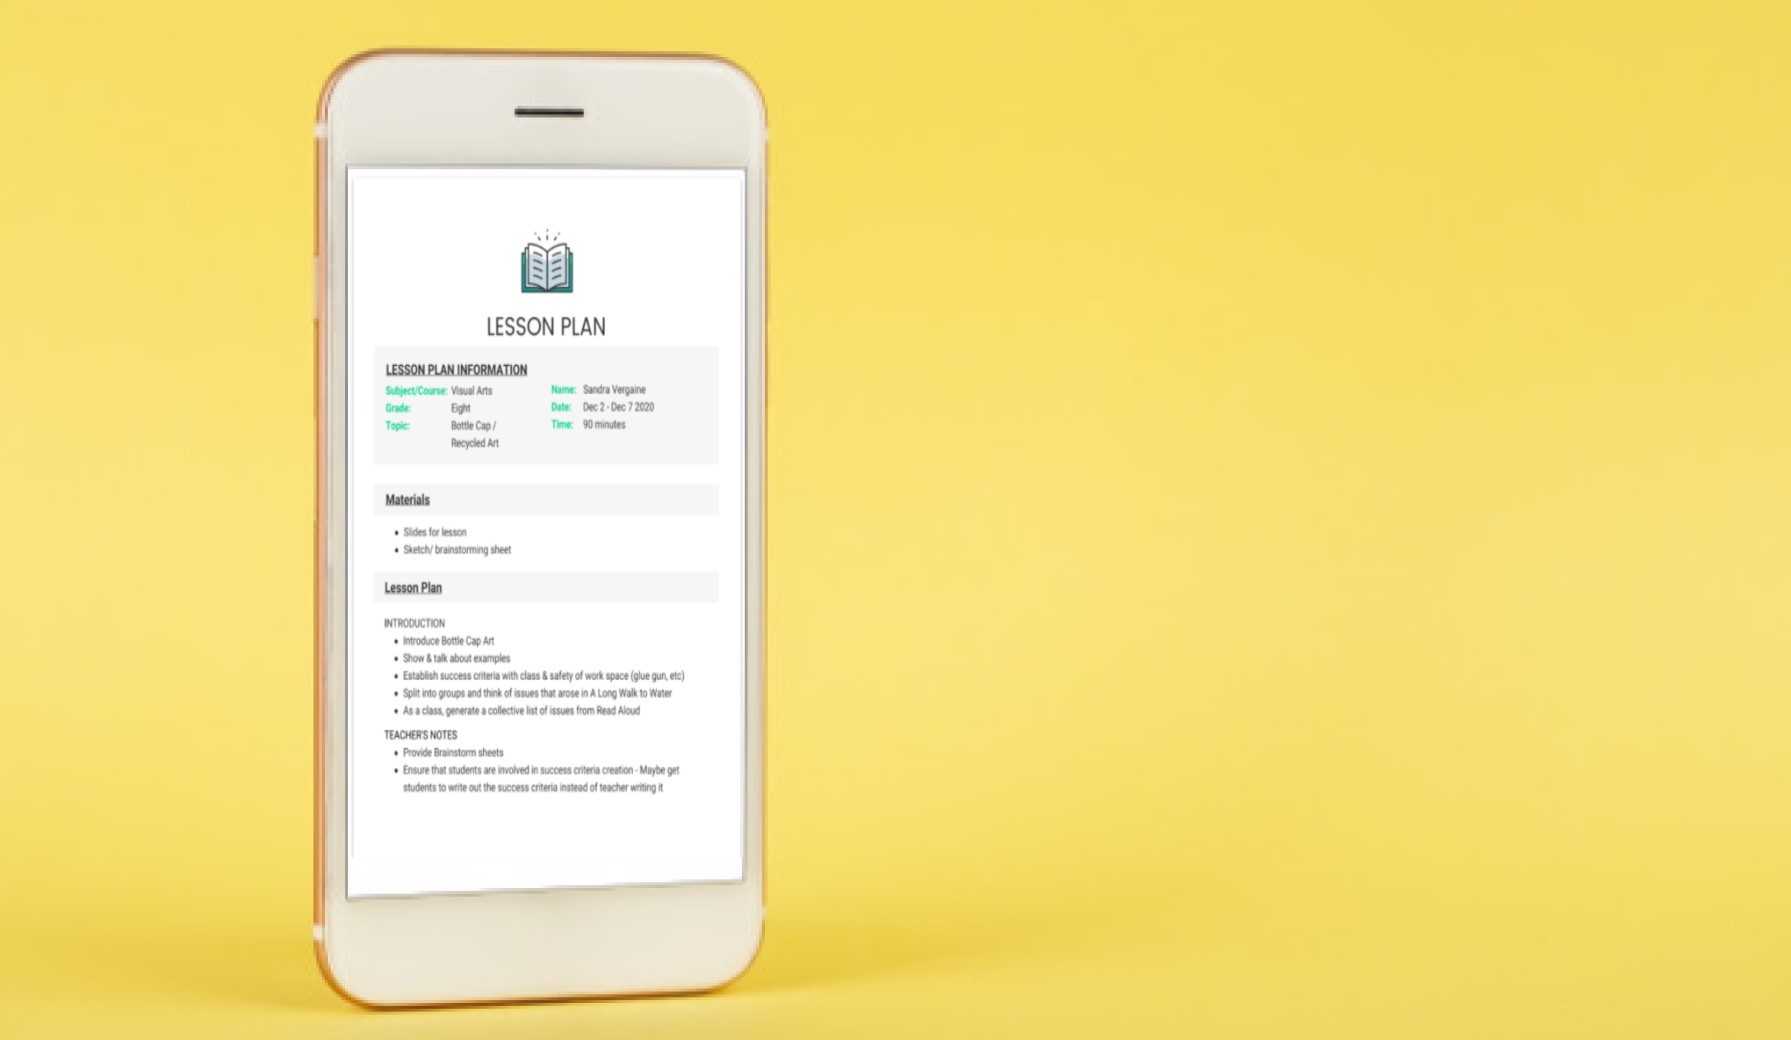 LESSON PLAN
LESSON PLAN INFORMATION
Subject/Course: Visual Arts
Name: Sandra Vergaine
Grade: Eight
Date: Dec 2 - Dec 7 2020
Topic: Bottle Cap /
Time: 90 minutes
Recycled Art
Materials
• Slides for lesson
• Sketch/ brainstorming sheet
Lesson Plan
INTRODUCTION
• Introduce Bottle Cap Art
• Show & talk about examples
• Establish success criteria with class & safety of work space (glue gun, etc)
• Split into groups and think of issues that arose in A Long Walk to Water
• As a class, generate a collective list of issues from Read Aloud
TEACHER'S NOTES
• Provide Brainstorm sheets
• Ensure that students are involved in success criteria creation - Maybe get
students to write out the success criteria instead of teacher writing it